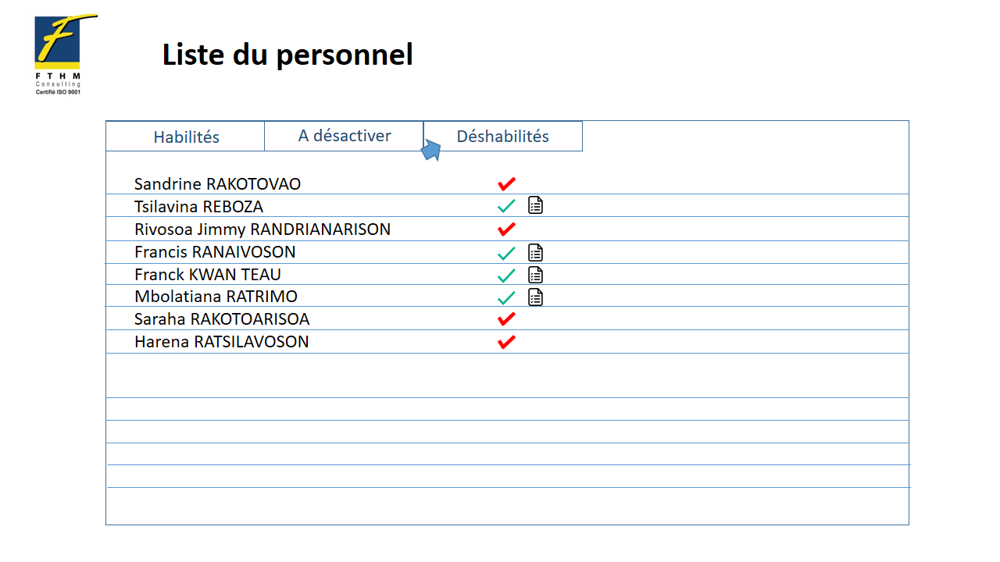 F T H M
Consulting
Certifié ISO 9001
Liste du personnel
Habilités A désactiver Déshabilités
Sandrine RAKOTOVAO
Tsilavina REBOZA
Rivosoa Jimmy RANDRIANARISON
Francis RANAIVOSON
Franck KWAN TEAU
Mbolatiana RATRIMO
Saraha RAKOTOARISOA
Harena RATSILAVOSON